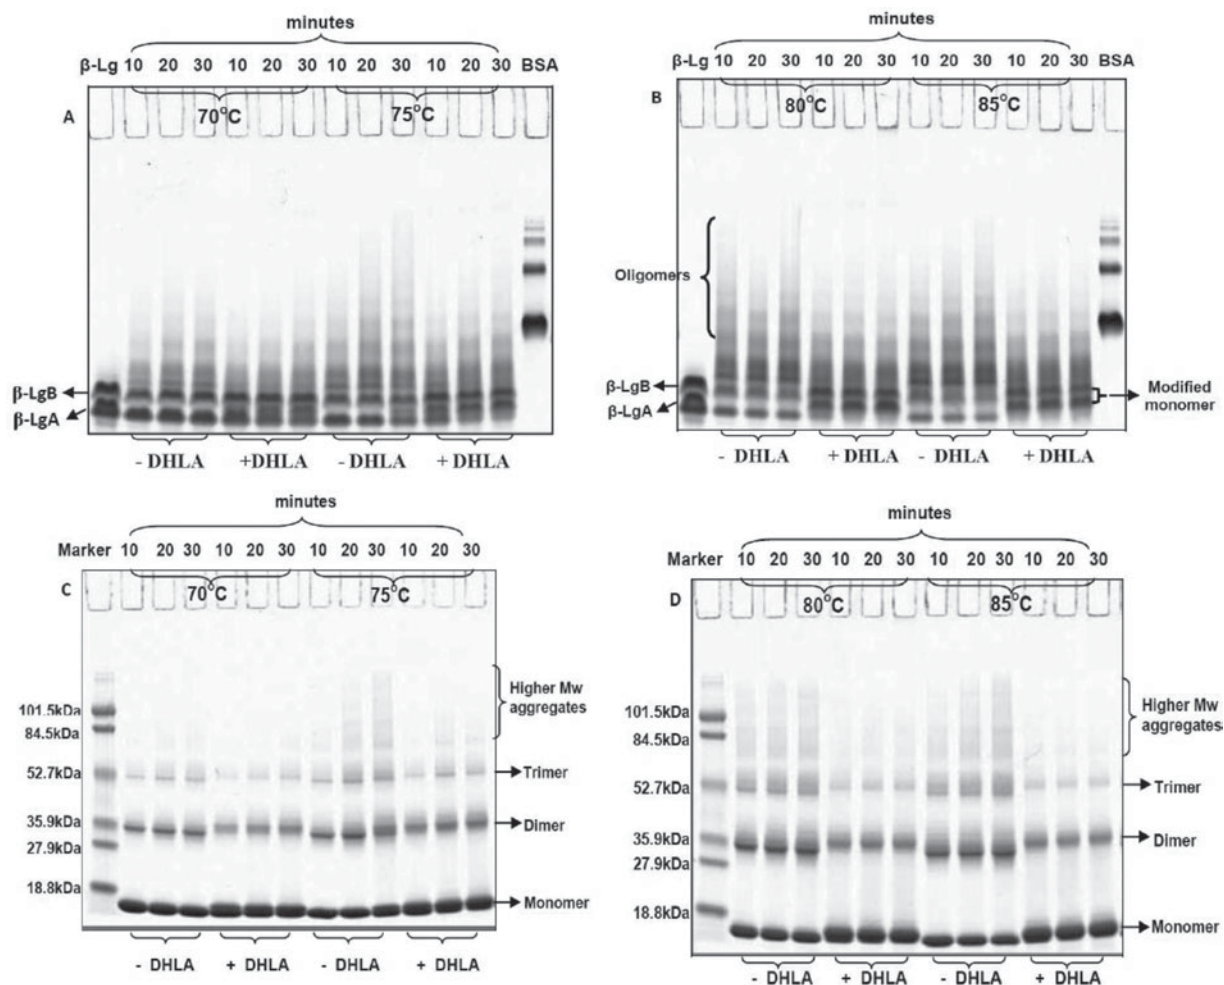 minutes
β-Lg 10 20 30 10 20 30 10 20 30 10 20 30 BSA
A 70°C 75°C
β-LgB
β-LgA
- DHLA +DHLA - DHLA + DHLA
minutes
β-Lg 10 20 30 10 20 30 10 20 30 10 20 30 BSA
B 80°C 85°C
Oligomers
β-LgB
β-LgA
Modified
monomer
- DHLA + DHLA - DHLA + DHLA
minutes
Marker 10 20 30 10 20 30 10 20 30 10 20 30
C 70°C 75°C
Higher Mw
aggregates
101.5kDa
84.5kDa
52.7kDa
Trimer
35.9kDa
Dimer
27.9kDa
18.8kDa
Monomer
- DHLA + DHLA - DHLA + DHLA
minutes
Marker 10 20 30 10 20 30 10 20 30 10 20 30
D 80°C 85°C
Higher Mw
aggregates
101.5kDa
84.5kDa
52.7kDa
Trimer
35.9kDa
Dimer
27.9kDa
18.8kDa
Monomer
- DHLA + DHLA - DHLA + DHLA